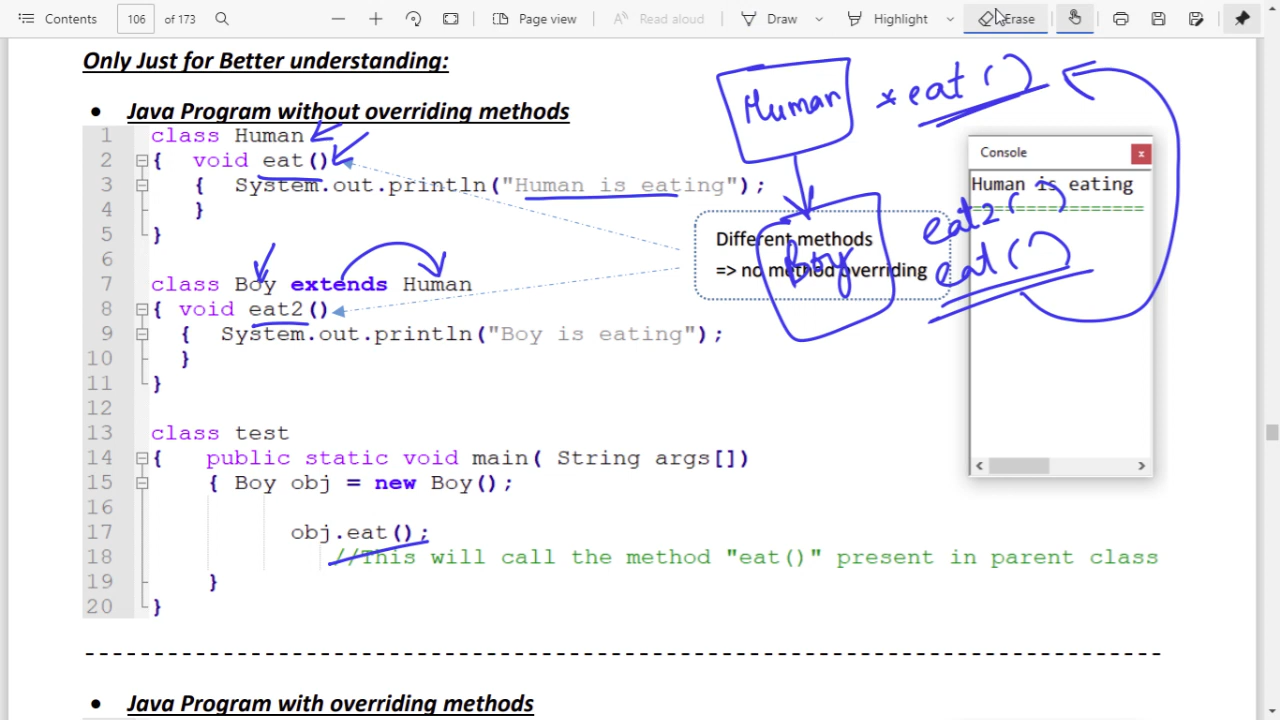 Contents
106 of 173
Page view
Read aloud
Draw
Highlight
Erase
Only Just for Better understanding:
• Java Program without overriding methods
1 class Human
2 { void eat()
3 { System.out.println("Human is eating");
4 }
5 }
6
7 class Boy extends Human
8 { void eat2()
9 { System.out.println("Boy is eating");
10 }
11 }
12
13 class test
14 { public static void main( String args[])
15 { Boy obj = new Boy();
16
17 obj.eat();
18 //This will call the method "eat()" present in parent class
19 }
20 }
Human
* eat()
Different methods
=> no method overriding
Boy
eat2()
eat()
Console
x
Human is eating
================
--------------------------------------------------------------------------------
• Java Program with overriding methods